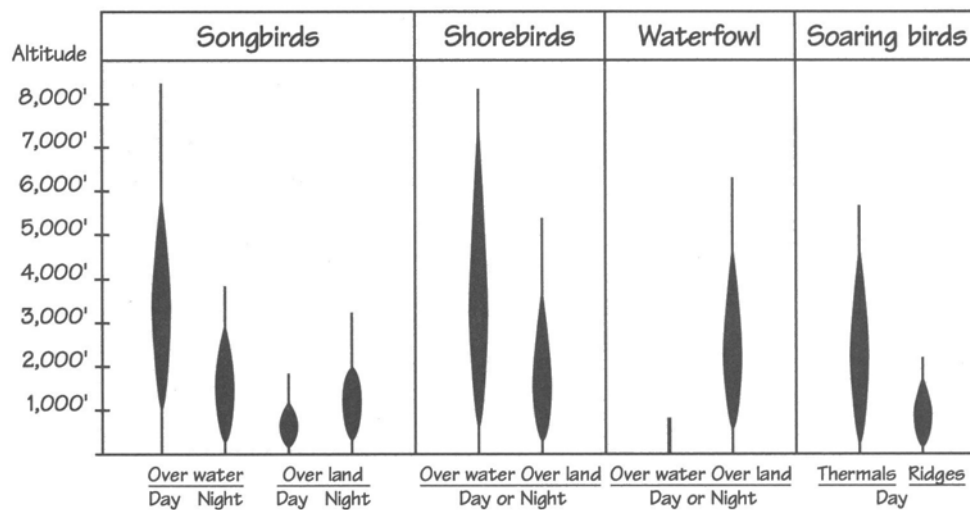 Altitude
Songbirds
Shorebirds
Waterfowl
Soaring birds
8,000'
7,000'
6,000'
5,000'
4,000'
3,000'
2,000'
1,000'
Over water
Day Night
Over land
Day Night
Over water Over land
Day or Night
Over water Over land
Day or Night
Thermals Ridges
Day